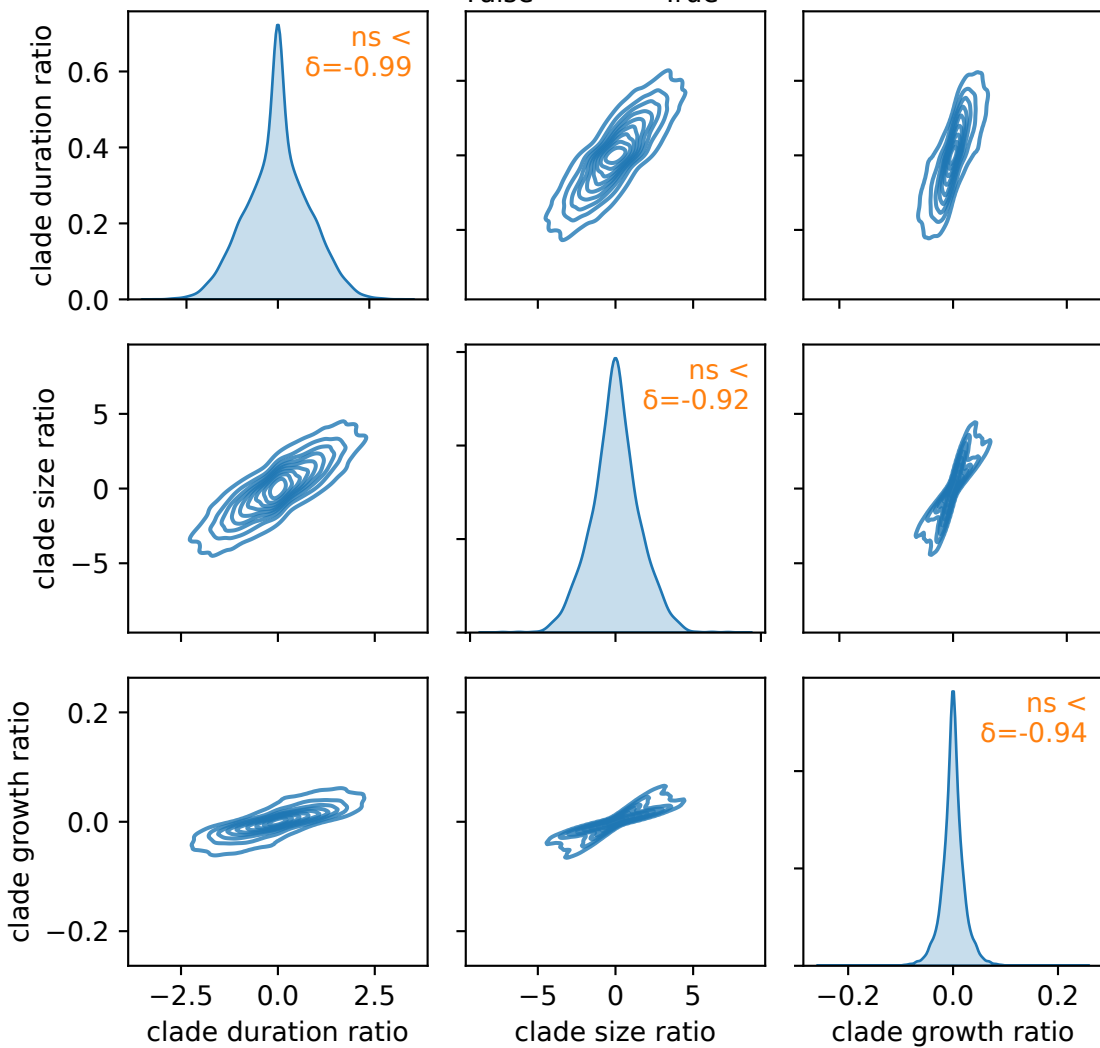 clade duration ratio
0.6
0.4
0.2
0.0
ns <
δ=-0.99
clade size ratio
5
0
−5
ns <
δ=-0.92
clade growth ratio
0.2
0.0
−0.2
ns <
δ=-0.94
−2.5 0.0 2.5
−5 0 5
−0.2 0.0 0.2
clade duration ratio
clade size ratio
clade growth ratio